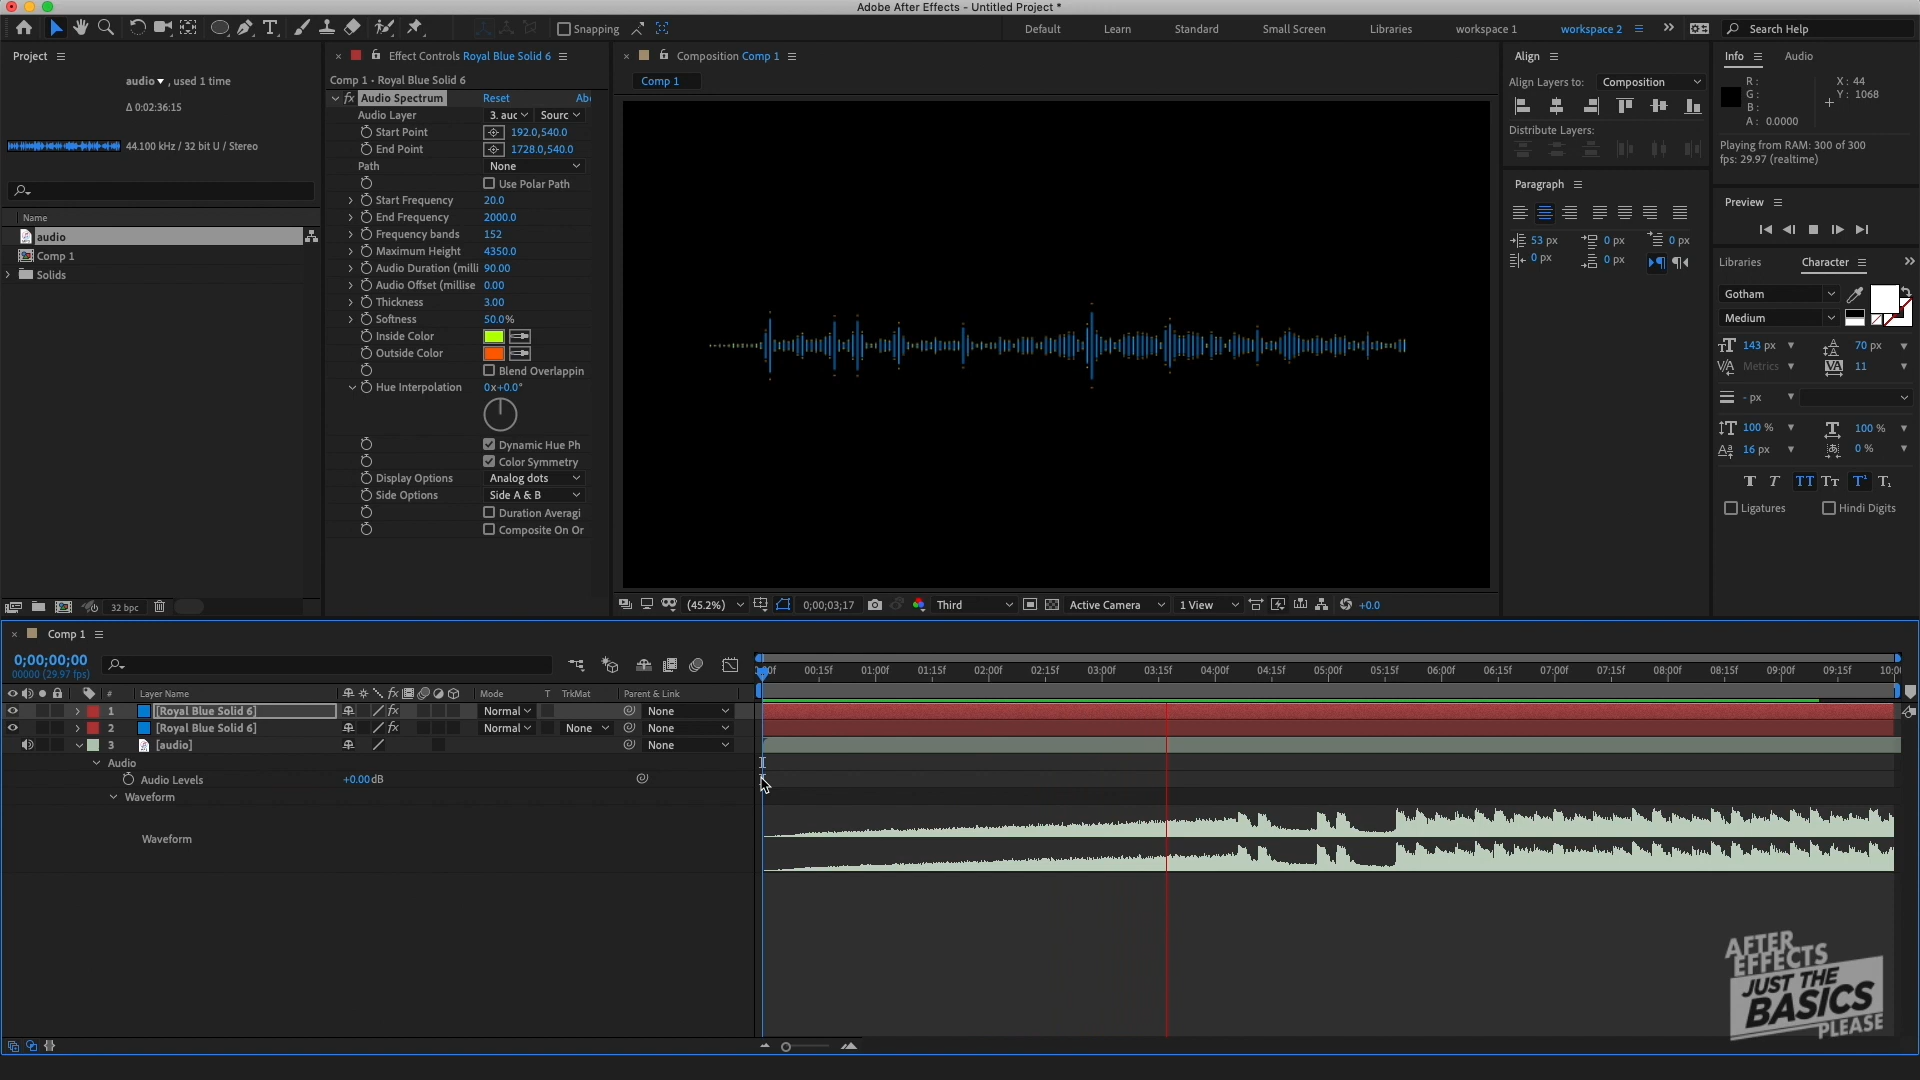 Adobe After Effects - Untitled Project *
Snapping
Default
Learn
Standard
Small Screen
Libraries
workspace 1
workspace 2
Search Help
Project
audio , used 1 time
Δ 0:02:36:15
44.100 kHz / 32 bit U / Stereo
Name
audio
Comp 1
Solids
32 bpc
Effect Controls Royal Blue Solid 6
Comp 1 • Royal Blue Solid 6
fx Audio Spectrum Reset Ab
Audio Layer 3. auc Sourc
Start Point 192.0,540.0
End Point 1728.0,540.0
Path None
Use Polar Path
Start Frequency 20.0
End Frequency 2000.0
Frequency bands 152
Maximum Height 4350.0
Audio Duration (milli 90.00
Audio Offset (millise 0.00
Thickness 3.00
Softness 50.0%
Inside Color
Outside Color
Blend Overlappin
Hue Interpolation 0x+0.0°
Dynamic Hue Ph
Color Symmetry
Display Options Analog dots
Side Options Side A & B
Duration Averagi
Composite On Or
Composition Comp 1
Comp 1
(45.2%) 0;00;03;17 Third Active Camera 1 View +0.0
Align
Align Layers to: Composition
Distribute Layers:
Paragraph
53 px 0 px 0 px
0 px 0 px
Info Audio
R :
G :
B :
A : 0.0000
X : 44
Y : 1068
Playing from RAM: 300 of 300
fps: 29.97 (realtime)
Preview
Libraries Character
Gotham
Medium
143 px 70 px
Metrics 11
- px
100 % 100 %
16 px 0 %
T T TT Tт T¹ T₁
Ligatures Hindi Digits
Comp 1
0;00;00;00
00000 (29.97 fps)
# Layer Name fx Mode T TrkMat Parent & Link
1 [Royal Blue Solid 6] fx Normal None
2 [Royal Blue Solid 6] fx Normal None None
3 [audio] None
Audio
Audio Levels +0.00 dB
Waveform
Waveform
00f 00:15f 01:00f 01:15f 02:00f 02:15f 03:00f 03:15f 04:00f 04:15f 05:00f 05:15f 06:00f 06:15f 07:00f 07:15f 08:00f 08:15f 09:00f 09:15f 10:0
AFTER
EFFECTS
JUST THE
BASICS
PLEASE